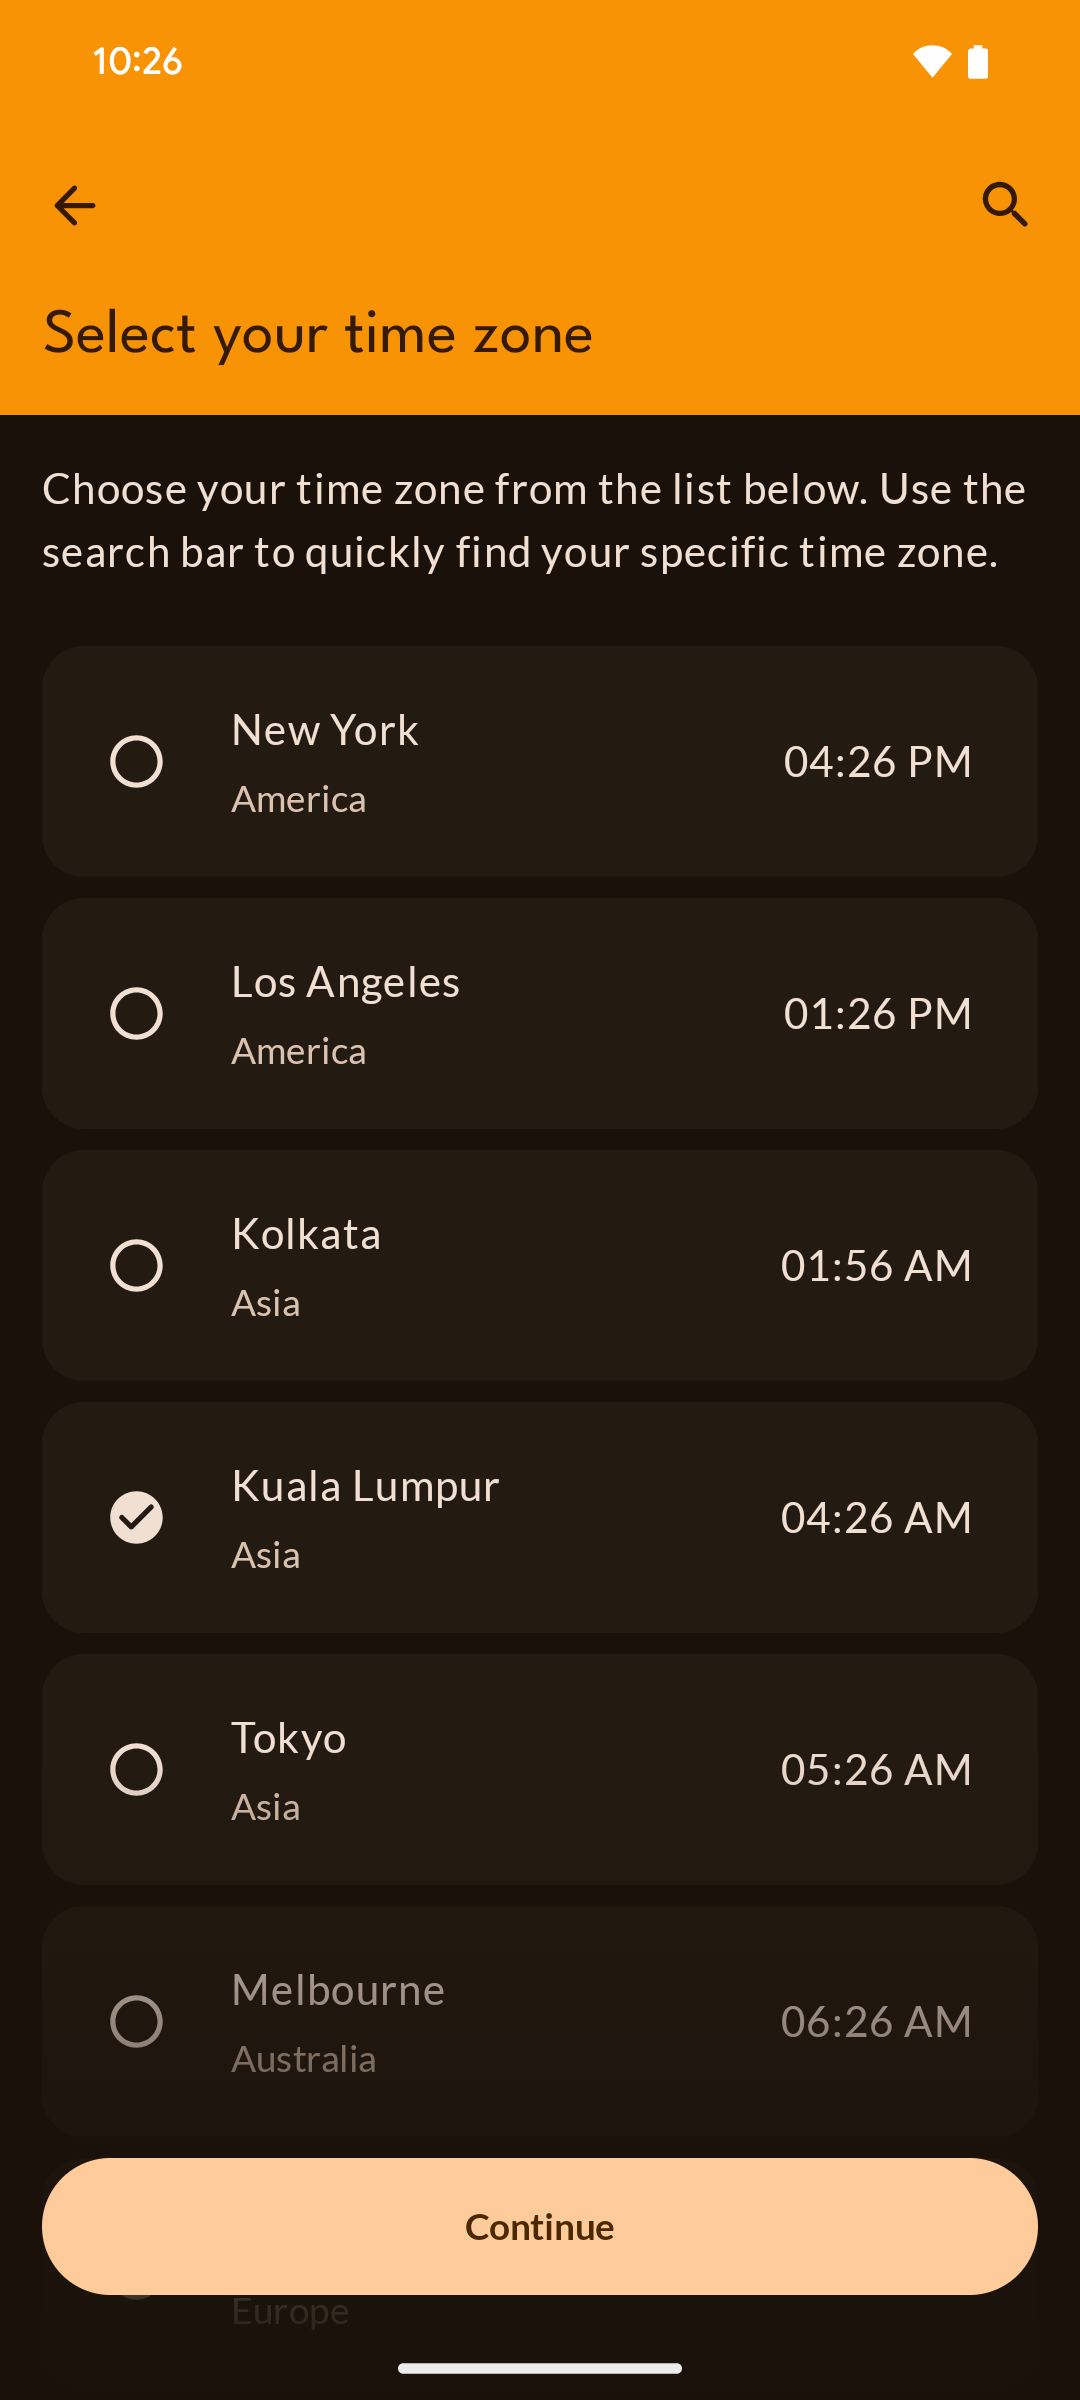 10:26
Select your time zone
Choose your time zone from the list below. Use the
search bar to quickly find your specific time zone.
New York
America
04:26 PM
Los Angeles
America
01:26 PM
Kolkata
Asia
01:56 AM
Kuala Lumpur
Asia
04:26 AM
Tokyo
Asia
05:26 AM
Melbourne
Australia
06:26 AM
Continue
Europe